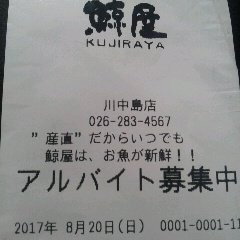 鯨屋
KUJIRAYA
川中島店
026-283-4567
"産直"だからいつでも
鯨屋は、お魚が新鮮!!
アルバイト募集中
2017年 8月20日(日) 0001-0001-11